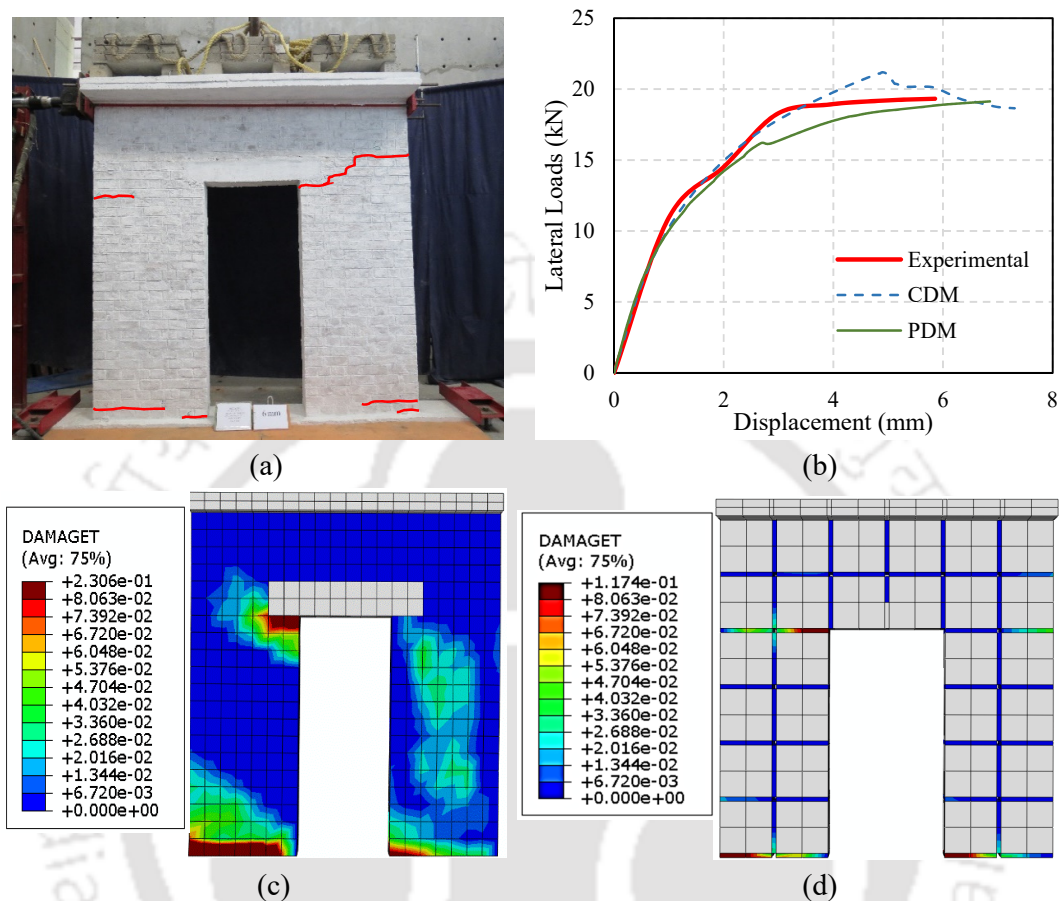 25
20
15
10
5
0
Lateral Loads (kN)
Experimental
CDM
PDM
0 2 4 6 8
Displacement (mm)
(a)
(b)
DAMAGET
(Avg: 75%)
+2.306e-01
+8.063e-02
+7.392e-02
+6.720e-02
+6.048e-02
+5.376e-02
+4.704e-02
+4.032e-02
+3.360e-02
+2.688e-02
+2.016e-02
+1.344e-02
+6.720e-03
+0.000e+00
(c)
DAMAGET
(Avg: 75%)
+1.174e-01
+8.063e-02
+7.392e-02
+6.720e-02
+6.048e-02
+5.376e-02
+4.704e-02
+4.032e-02
+3.360e-02
+2.688e-02
+2.016e-02
+1.344e-02
+6.720e-03
+0.000e+00
(d)